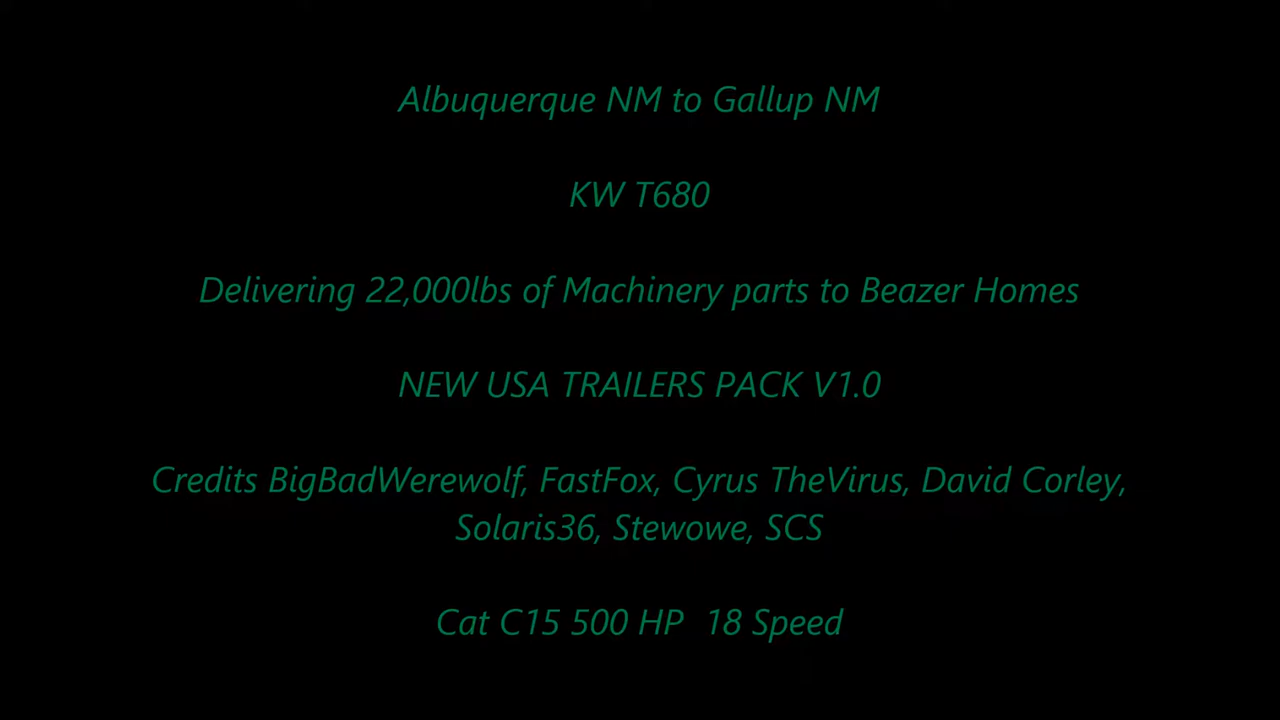 Albuquerque NM to Gallup NM
KW T680
Delivering 22,000lbs of Machinery parts to Beazer Homes
NEW USA TRAILERS PACK V1.0
Credits BigBadWerewolf, FastFox, Cyrus TheVirus, David Corley,
Solaris36, Stewowe, SCS
Cat C15 500 HP  18 Speed